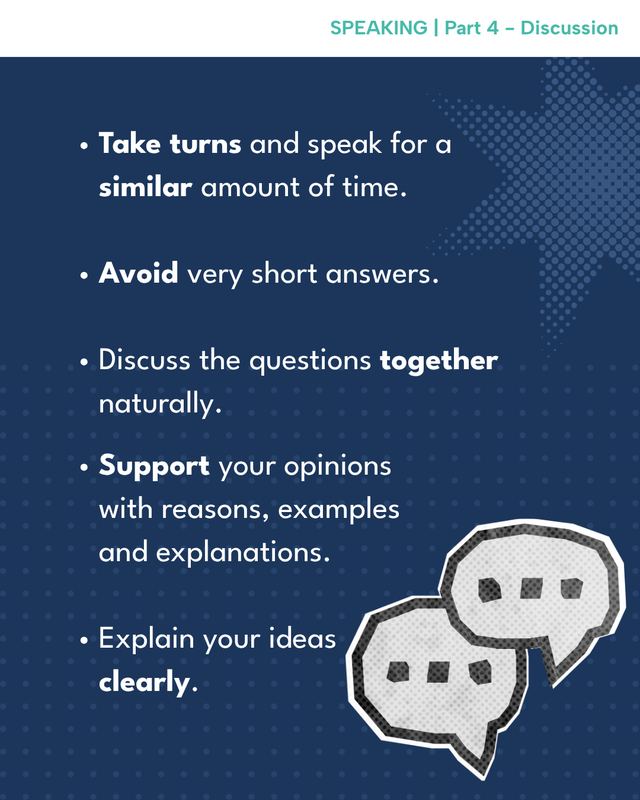 SPEAKING | Part 4 – Discussion
• Take turns and speak for a
similar amount of time.
• Avoid very short answers.
• Discuss the questions together
naturally.
• Support your opinions
with reasons, examples
and explanations.
• Explain your ideas
clearly.